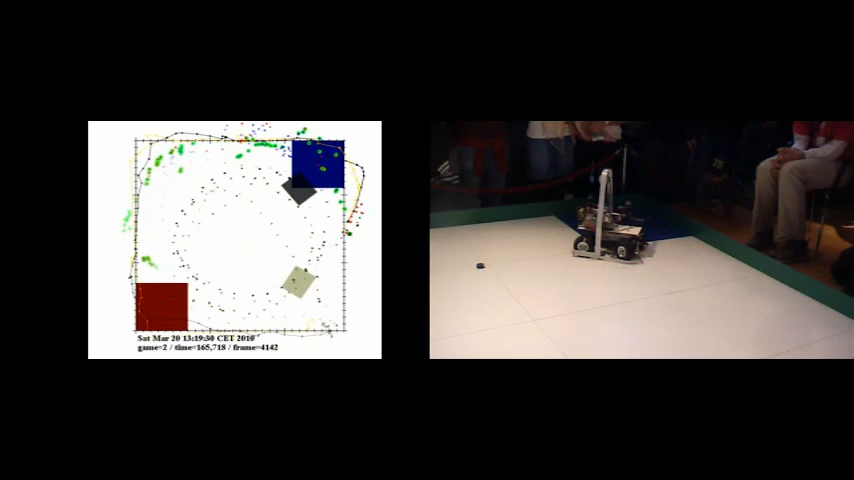 Sat Mar 20 13:19:30 CET 2010
game=2 / time=165,718 / frame=4142